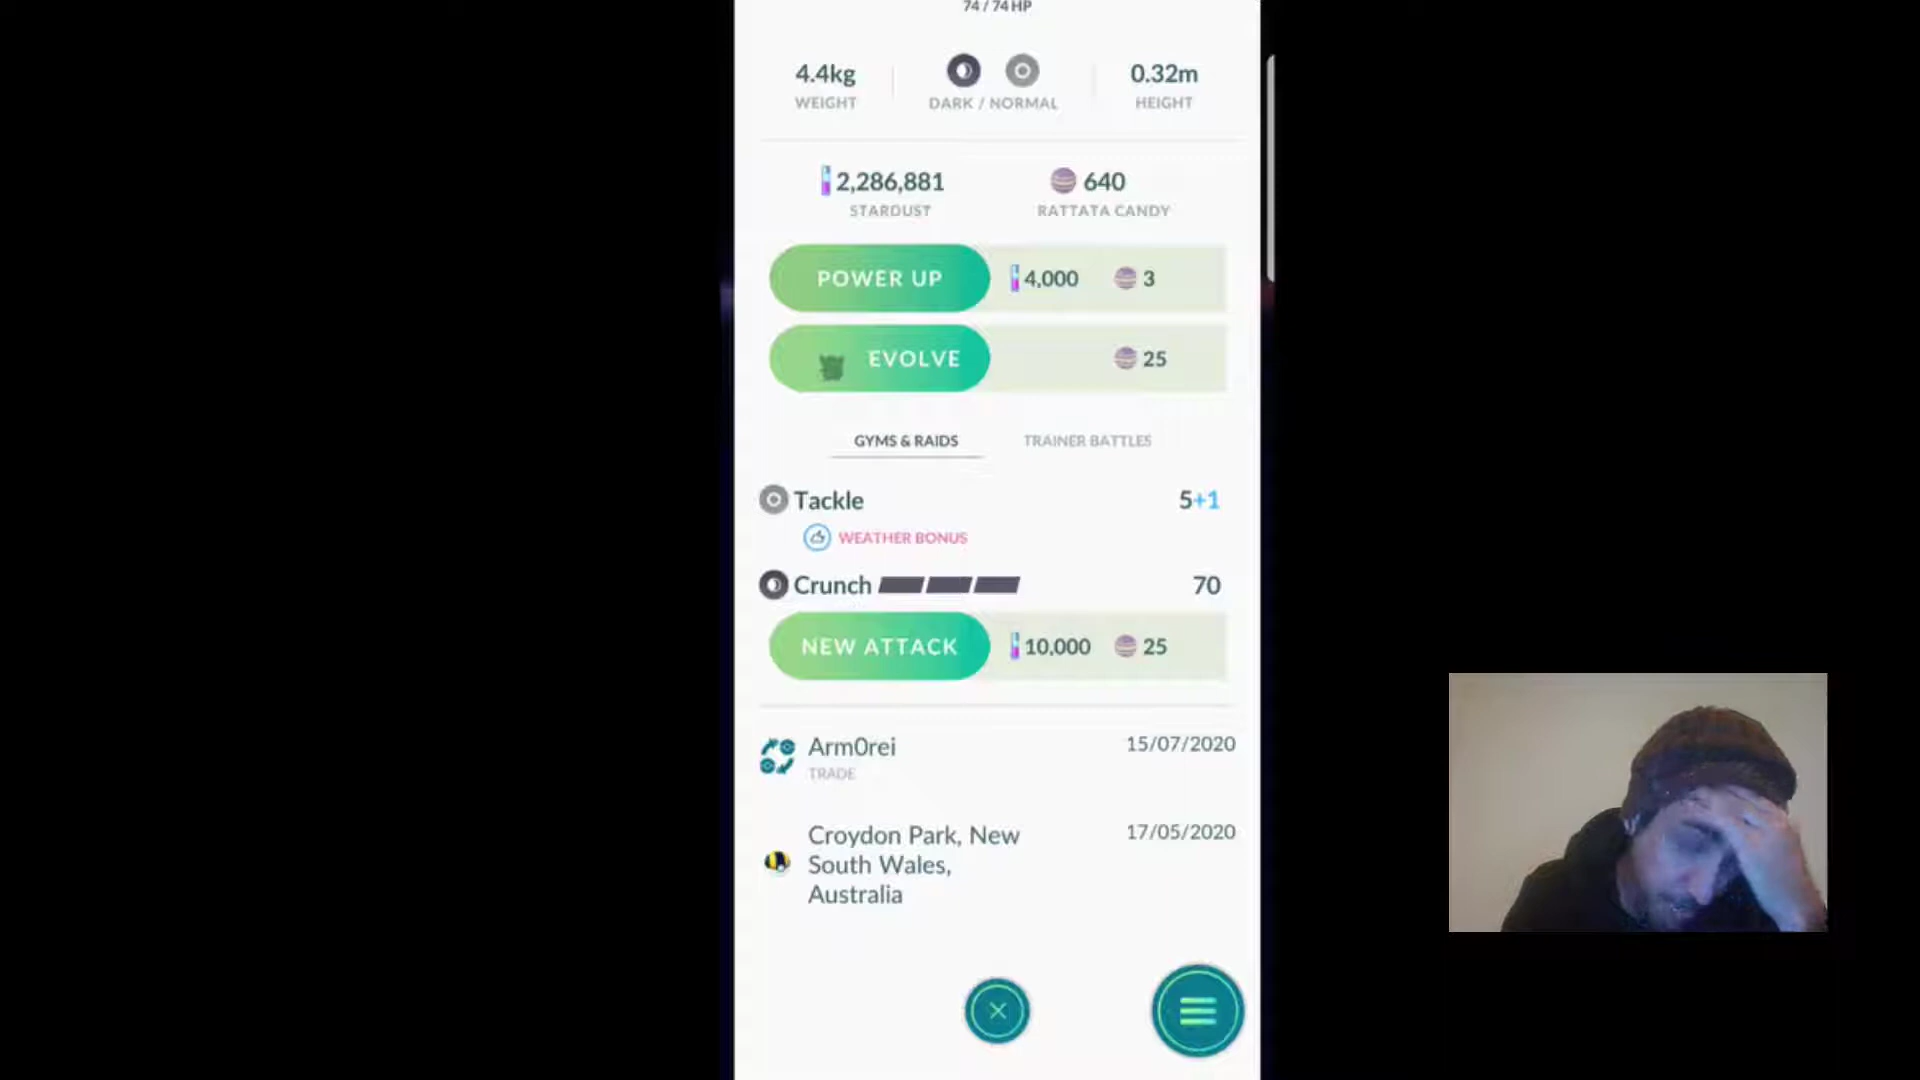 74 / 74 HP
4.4kg
WEIGHT
DARK / NORMAL
0.32m
HEIGHT
2,286,881
STARDUST
640
RATTATA CANDY
POWER UP 4,000 3
EVOLVE 25
GYMS & RAIDS TRAINER BATTLES
Tackle 5+1
WEATHER BONUS
Crunch 70
NEW ATTACK 10,000 25
Arm0rei 15/07/2020
TRADE
Croydon Park, New 17/05/2020
South Wales,
Australia